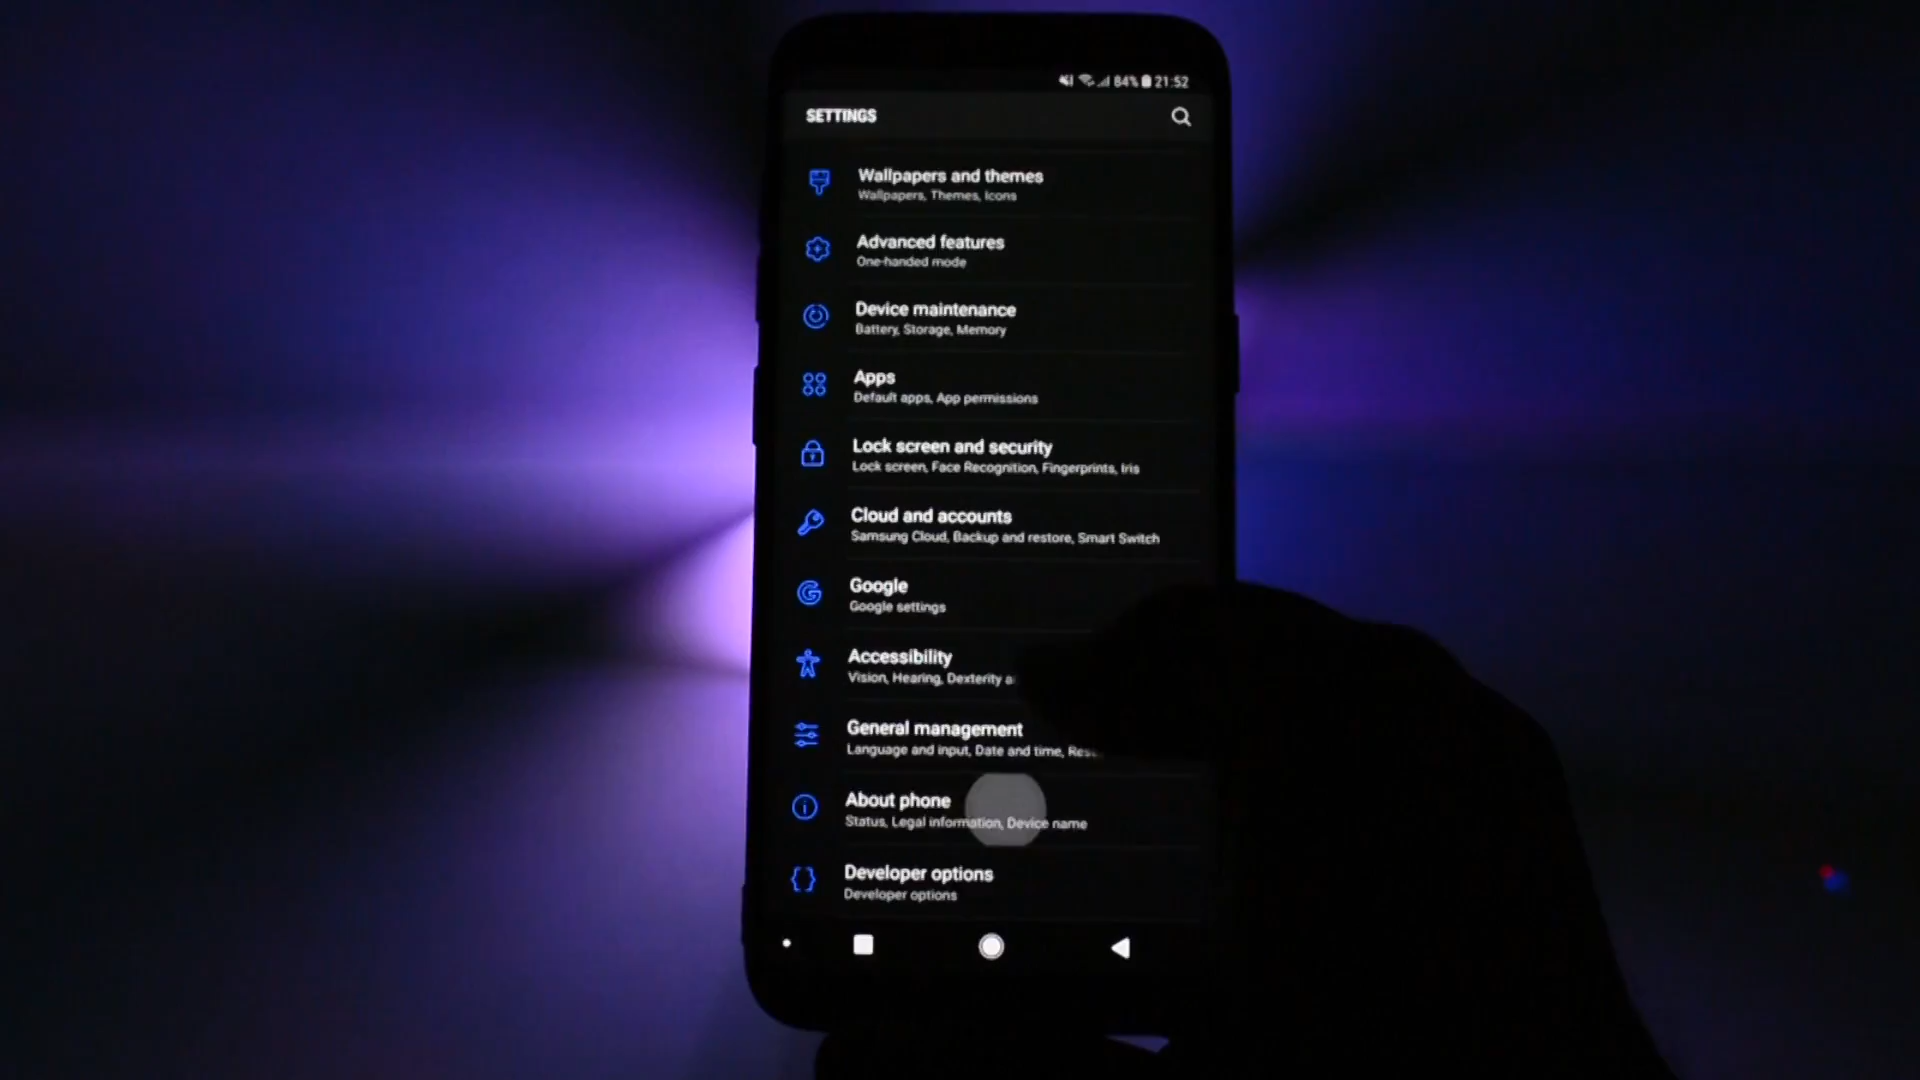 84% 21:52
SETTINGS
Wallpapers and themes
Wallpapers, Themes, Icons
Advanced features
One-handed mode
Device maintenance
Battery, Storage, Memory
Apps
Default apps, App permissions
Lock screen and security
Lock screen, Face Recognition, Fingerprints, Iris
Cloud and accounts
Samsung Cloud, Backup and restore, Smart Switch
Google
Google settings
Accessibility
Vision, Hearing, Dexterity
General management
Language and input, Date and time,
About phone
Status, Legal information, Device name
Developer options
Developer options